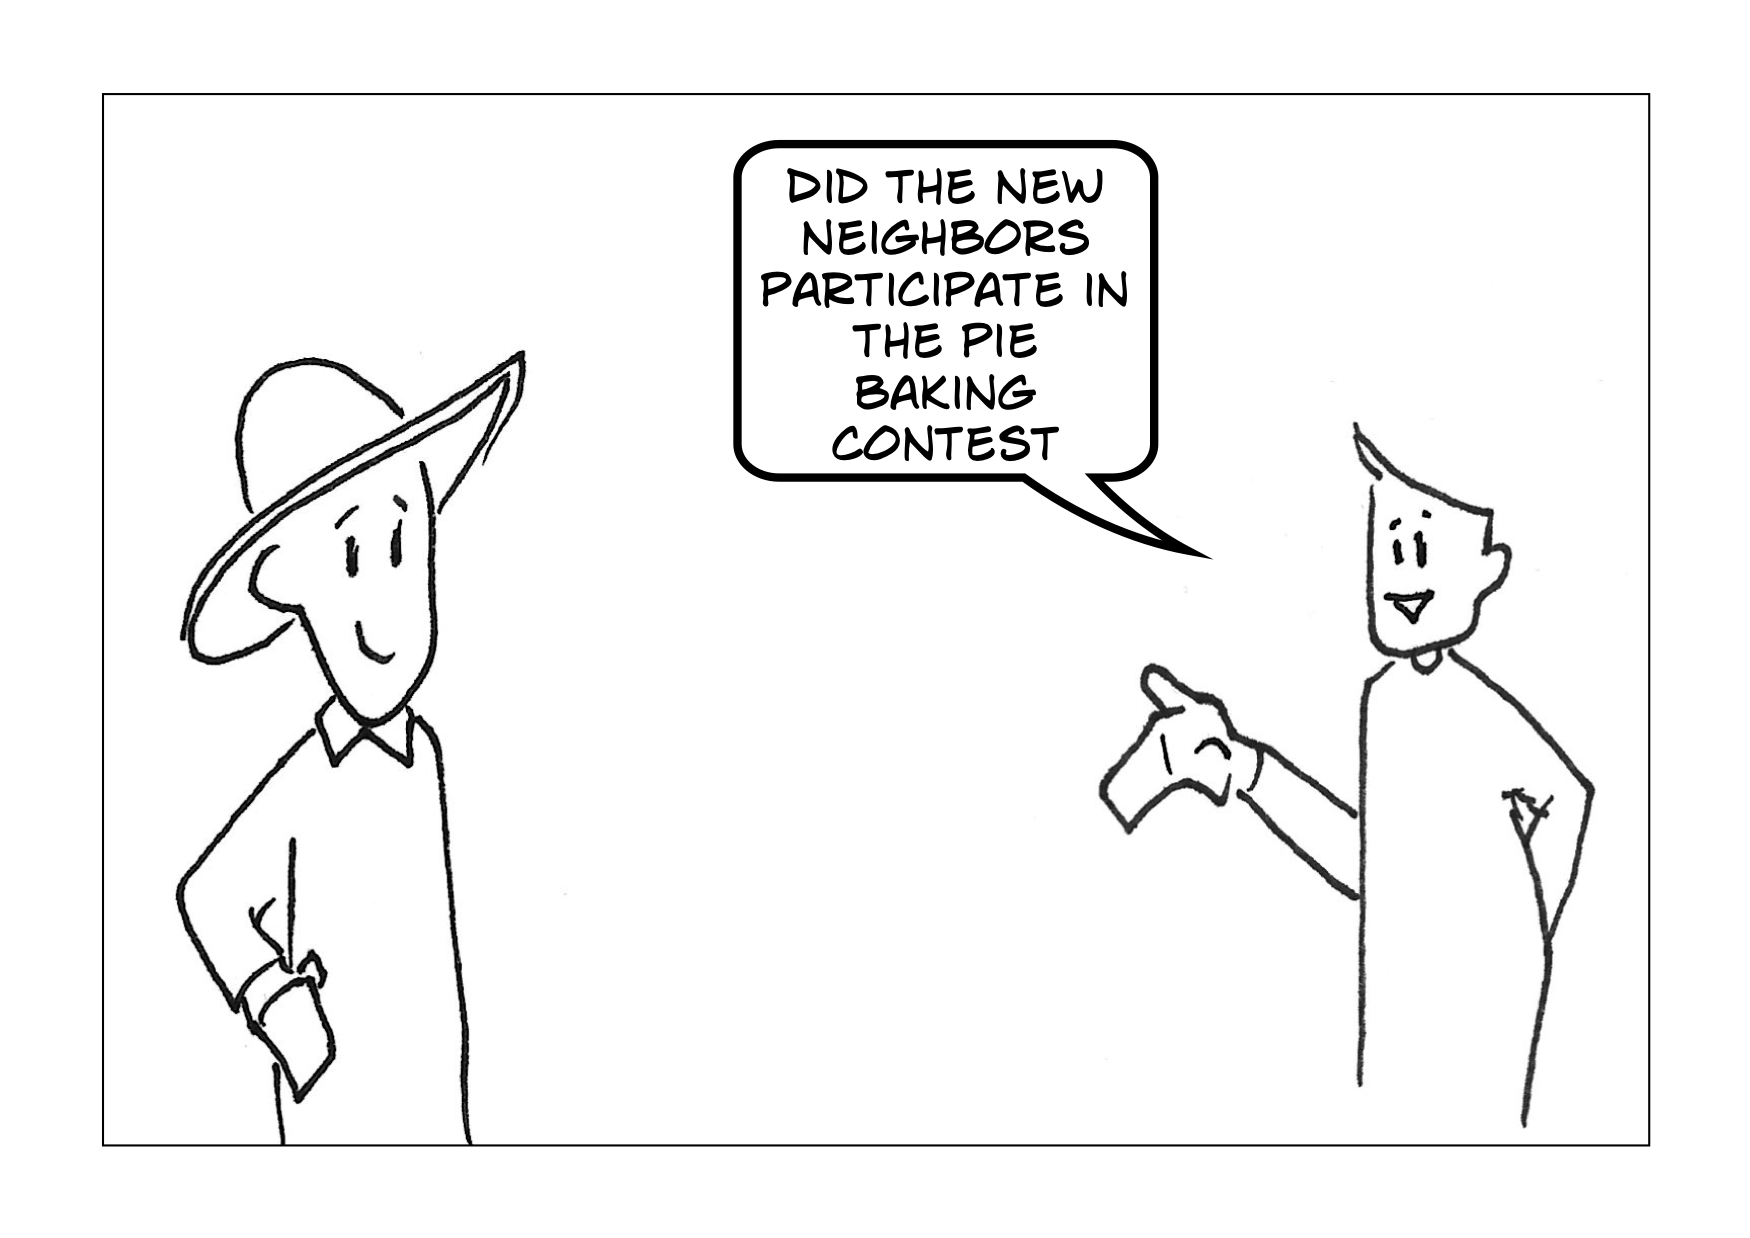 DID THE NEW
NEIGHBORS
PARTICIPATE IN
THE PIE
BAKING
CONTEST